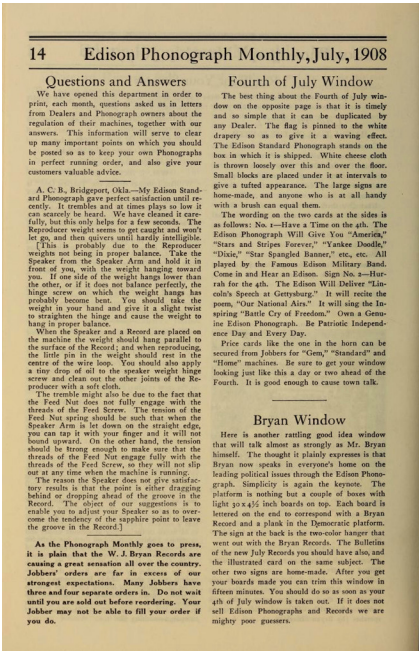 14 Edison Phonograph Monthly, July, 1908
Questions and Answers
We have opened this department in order to
print, each month, questions asked us in letters
from Dealers and Phonograph owners about the
regulation of their machines, together with our
answers. This information will serve to clear
up many important points on which you should
be posted so as to keep your own Phonographs
in perfect running order, and also give your
customers valuable advice.
A. C. B., Bridgeport, Okla.—My Edison Stand-
ard Phonograph gave perfect satisfaction until re-
cently. It trembles and at times plays so low it
can scarcely be heard. We have cleaned it care-
fully, but this only helps for a few seconds. The
Reproducer weight seems to get caught and won't
let go, and then quivers until hardly intelligible.
[This is probably due to the Reproducer
weights not being in proper balance. Take the
Speaker from the Speaker Arm and hold it in
front of you, with the weight hanging toward
you. If one side of the weight hangs lower than
the other, or if it does not balance perfectly, the
hinge screw on which the weight hangs has
probably become bent. You should take the
weight in your hand and give it a slight twist
to straighten the hinge and cause the weight to
hang in proper balance.
When the Speaker and a Record are placed on
the machine the weight should hang parallel to
the surface of the Record; and when reproducing,
the little pin in the weight should rest in the
centre of the wire loop. You should also apply
a tiny drop of oil to the speaker weight hinge
screw and clean out the other joints of the Re-
producer with a soft cloth.
The tremble might also be due to the fact that
the Feed Nut does not fully engage with the
threads of the Feed Screw. The tension of the
Feed Nut spring should be such that when the
Speaker Arm is let down on the straight edge,
you can tap it with your finger and it will not
bound upward. On the other hand, the tension
should be strong enough to make sure that the
threads of the Feed Nut engage fully with the
threads of the Feed Screw, so they will not slip
out at any time when the machine is running.
The reason the Speaker does not give satisfac-
tory results is that the point is either dragging
behind or dropping ahead of the groove in the
Record. The object of our suggestions is to
enable you to adjust your Speaker so as to over-
come the tendency of the sapphire point to leave
the groove in the Record.]
As the Phonograph Monthly goes to press,
it is plain that the W. J. Bryan Records are
causing a great sensation all over the country.
Jobbers' orders are far in excess of our
strongest expectations. Many Jobbers have
three and four separate orders in. Do not wait
until you are sold out before reordering. Your
Jobber may not be able to fill your order if
you do.
Fourth of July Window
The best thing about the Fourth of July win-
dow on the opposite page is that it is timely
and so simple that it can be duplicated by
any Dealer. The flag is pinned to the white
drapery so as to give it a waving effect.
The Edison Standard Phonograph stands on the
box in which it is shipped. White cheese cloth
is thrown loosely over this and over the floor.
Small blocks are placed under it at intervals to
give a tufted appearance. The large signs are
home-made, and anyone who is at all handy
with a brush can equal them.
The wording on the two cards at the sides is
as follows: No. 1—Have a Time on the 4th. The
Edison Phonograph Will Give You "America,"
"Stars and Stripes Forever," "Yankee Doodle,"
"Dixie," "Star Spangled Banner," etc, etc. All
played by the Famous Edison Military Band.
Come in and Hear an Edison. Sign No. 2—Hur-
rah for the 4th. The Edison Will Deliver "Lin-
coln's Speech at Gettysburg." It will recite the
poem, "Our National Airs." It will sing the In-
spiring "Battle Cry of Freedom." Own a Genu-
ine Edison Phonograph. Be Patriotic Independ-
ence Day and Every Day.
Price cards like the one in the horn can be
secured from Jobbers for "Gem," "Standard" and
"Home" machines. Be sure to get your window
looking just like this a day or two ahead of the
Fourth. It is good enough to cause town talk.
Bryan Window
Here is another rattling good idea window
that will talk almost as strongly as Mr. Bryan
himself. The thought it plainly expresses is that
Bryan now speaks in everyone's home on the
leading political issues through the Edison Phono-
graph. Simplicity is again the keynote. The
platform is nothing but a couple of boxes with
light 30 x 4½ inch boards on top. Each board is
lettered on the end to correspond with a Bryan
Record and a plank in the Democratic platform.
The sign at the back is the two-color hanger that
went out with the Bryan Records. The Bulletins
of the new July Records you should have also, and
the illustrated card on the same subject. The
other two signs are home-made. After you get
your boards made you can trim this window in
fifteen minutes. You should do so as soon as your
4th of July window is taken out. If it does not
sell Edison Phonographs and Records we are
mighty poor guessers.